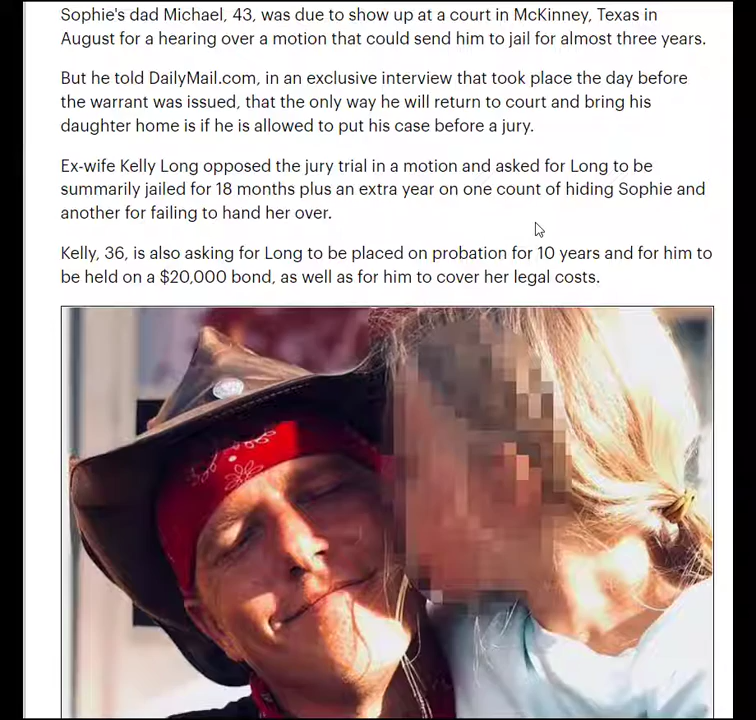 Sophie's dad Michael, 43, was due to show up at a court in McKinney, Texas in
August for a hearing over a motion that could send him to jail for almost three years.
But he told DailyMail.com, in an exclusive interview that took place the day before
the warrant was issued, that the only way he will return to court and bring his
daughter home is if he is allowed to put his case before a jury.
Ex-wife Kelly Long opposed the jury trial in a motion and asked for Long to be
summarily jailed for 18 months plus an extra year on one count of hiding Sophie and
another for failing to hand her over.
Kelly, 36, is also asking for Long to be placed on probation for 10 years and for him to
be held on a $20,000 bond, as well as for him to cover her legal costs.